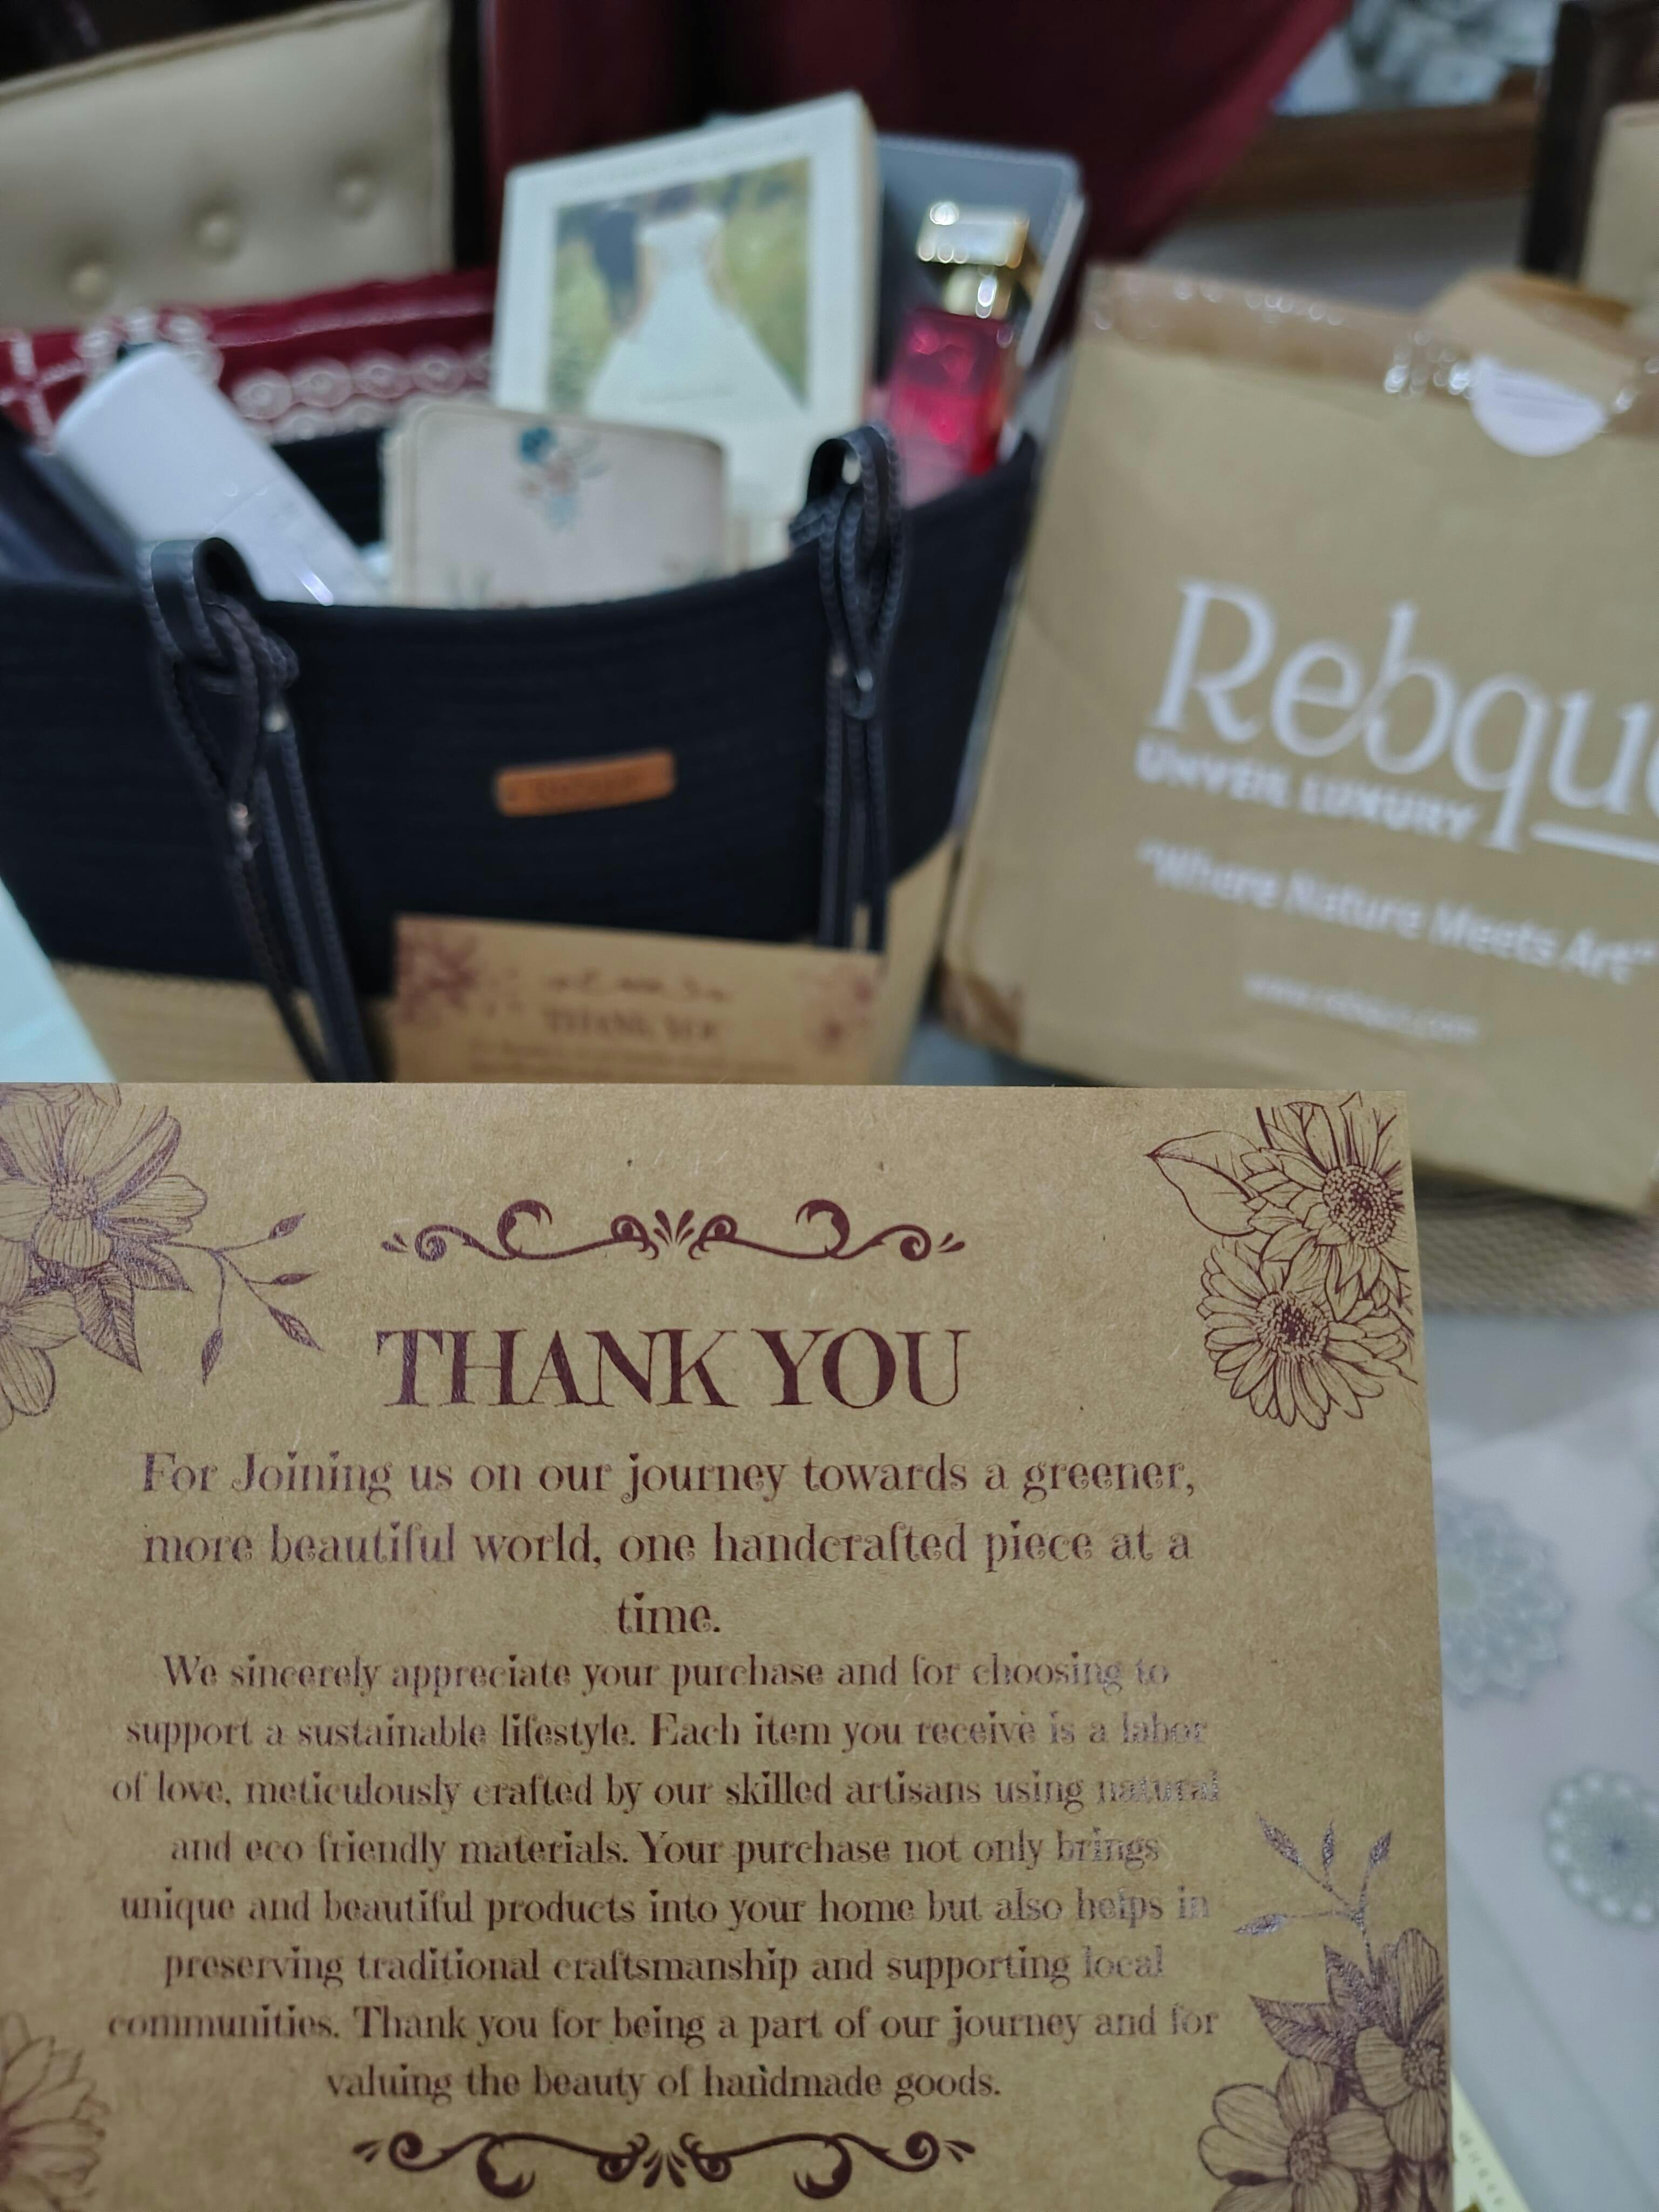 Rebqu
UNVEIL LUXURY
"Where Nature Meets Art"
THANK YOU
THANK YOU
For Joining us on our journey towards a greener,
more beautiful world, one handcrafted piece at a
time.
We sincerely appreciate your purchase and for choosing to
support a sustainable lifestyle. Each item you receive is a labor
of love, meticulously crafted by our skilled artisans using natural
and eco friendly materials. Your purchase not only brings
unique and beautiful products into your home but also helps in
preserving traditional craftsmanship and supporting local
communities. Thank you for being a part of our journey and for
valuing the beauty of handmade goods.